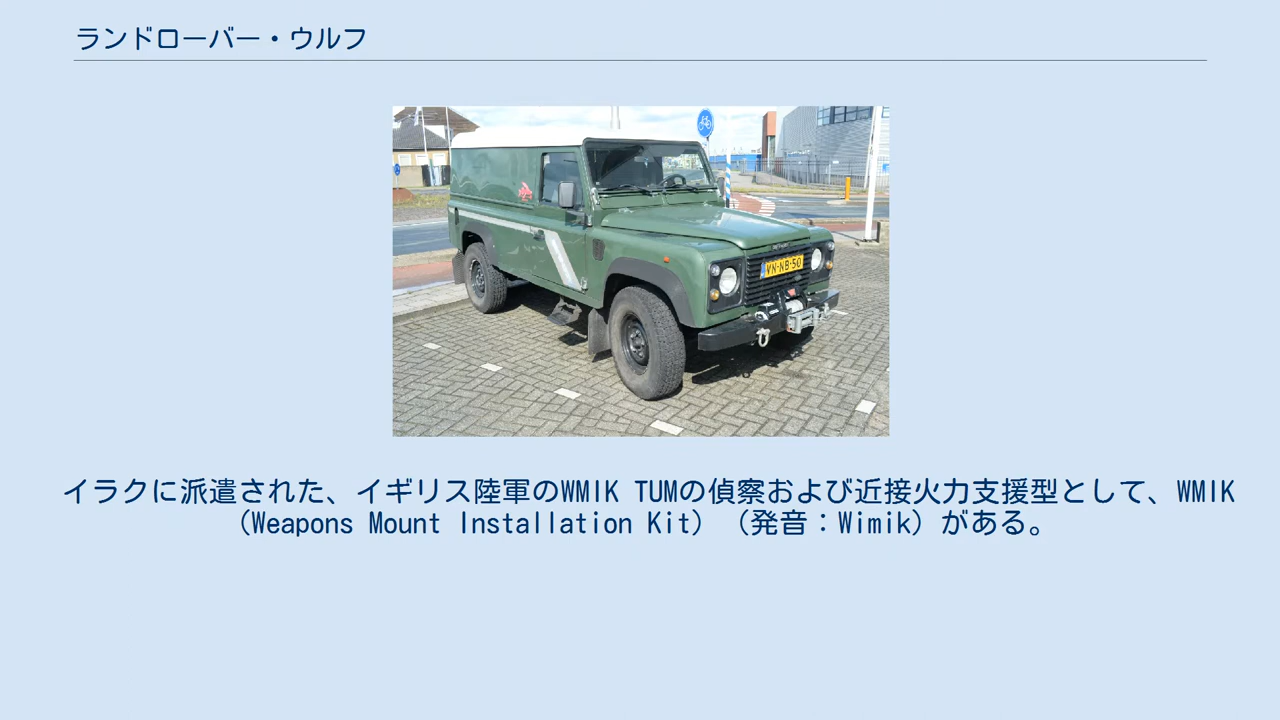 ランドローバー・ウルフ
VN-NB-50
イラクに派遣された、イギリス陸軍のWMIK TUMの偵察および近接火力支援型として、WMIK
（Weapons Mount Installation Kit）（発音：Wimik）がある。